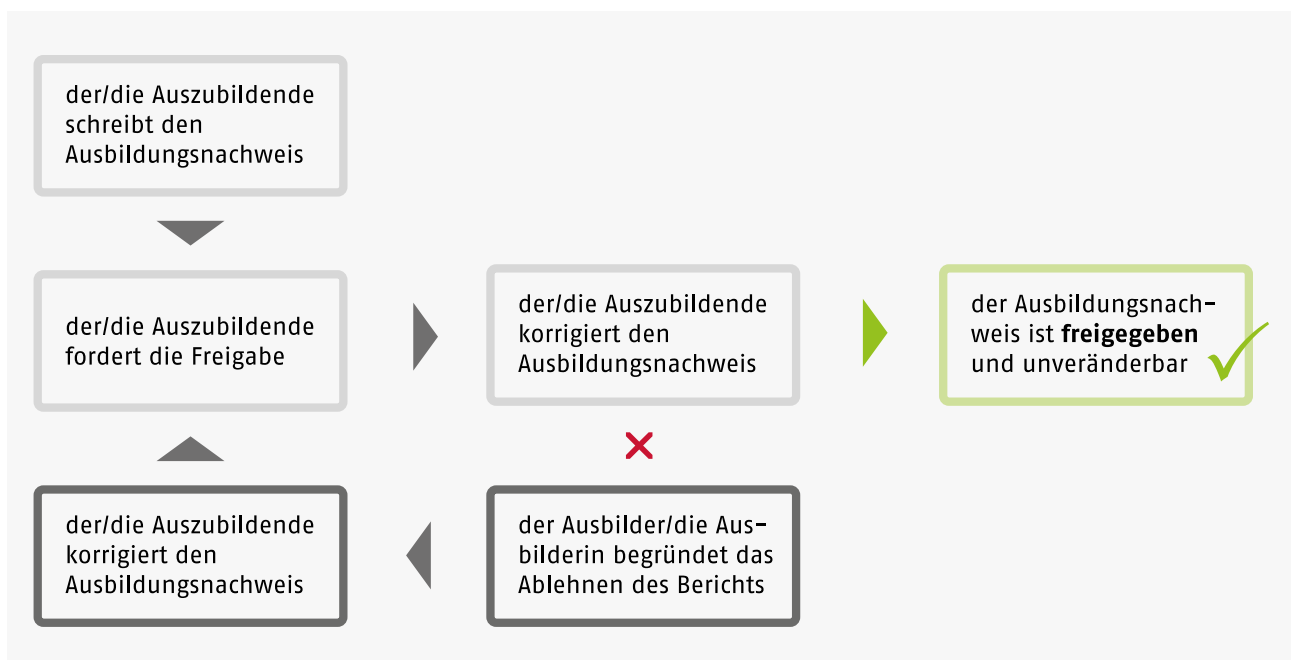 der/die Auszubildende
schreibt den
Ausbildungsnachweis
der/die Auszubildende
fordert die Freigabe
der/die Auszubildende
korrigiert den
Ausbildungsnachweis
der Ausbildungsnach-
weis ist freigegeben
und unveränderbar
der/die Auszubildende
korrigiert den
Ausbildungsnachweis
der Ausbilder/die Aus-
bilderin begründet das
Ablehnen des Berichts